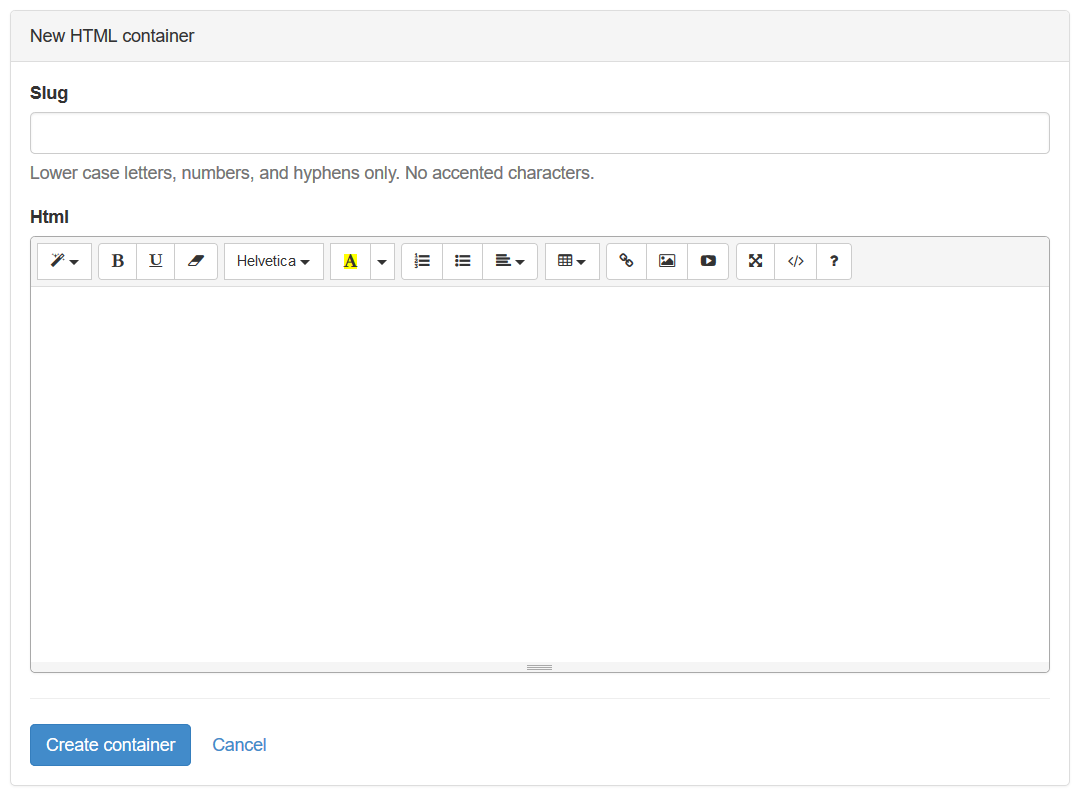 New HTML container
Slug
Lower case letters, numbers, and hyphens only. No accented characters.
Html
B U Helvetica A </> ?
Create container Cancel